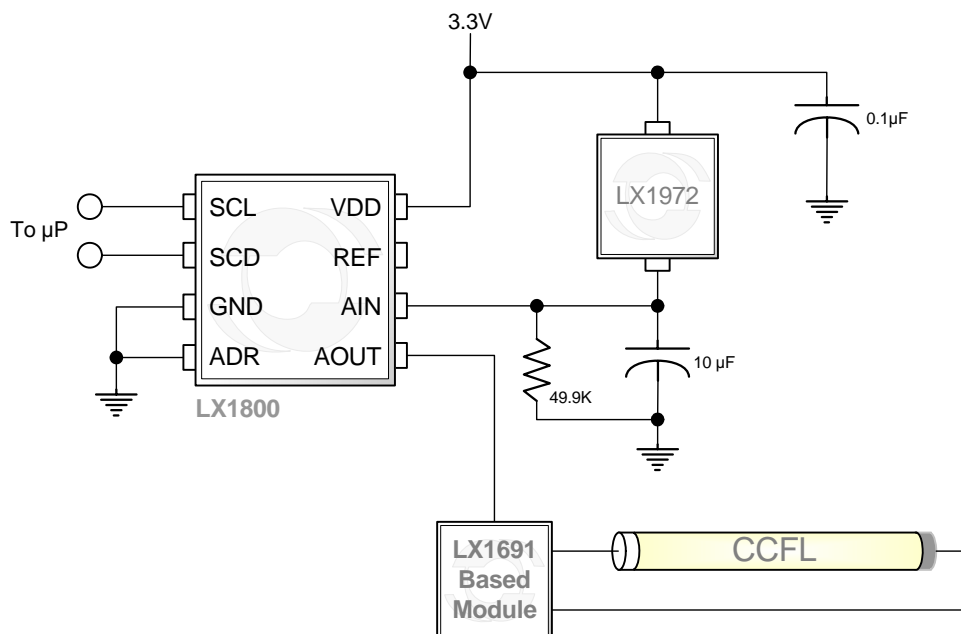 3.3V
0.1µF
LX1972
To µP
SCL VDD
SCD REF
GND AIN
ADR AOUT
LX1800
49.9K
10 µF
LX1691
Based
Module
CCFL